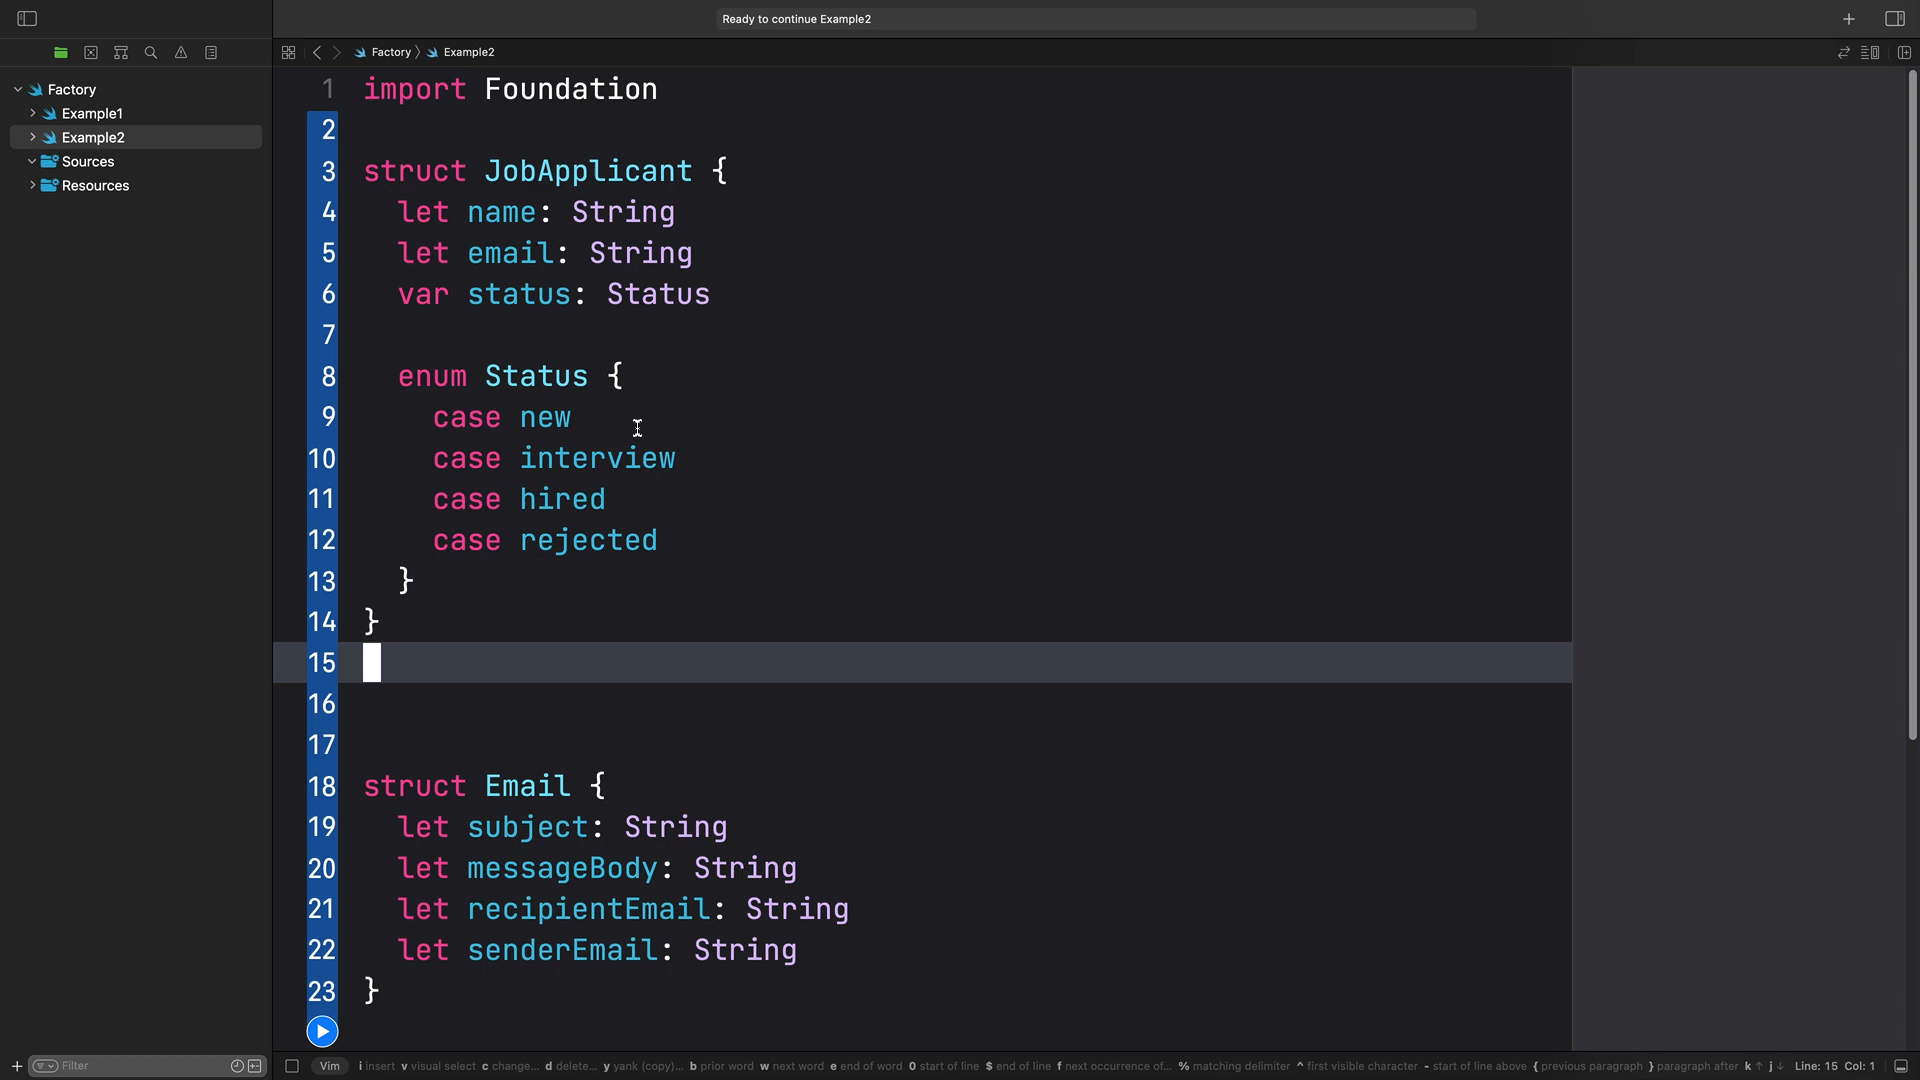 Ready to continue Example2
Factory
Example2
Factory
Example1
Example2
Sources
Resources
1 import Foundation
2
3 struct JobApplicant {
4 let name: String
5 let email: String
6 var status: Status
7
8 enum Status {
9 case new
10 case interview
11 case hired
12 case rejected
13 }
14 }
15
16
17
18 struct Email {
19 let subject: String
20 let messageBody: String
21 let recipientEmail: String
22 let senderEmail: String
23 }
Filter
Vim i insert v visual select c change... d delete... y yank (copy)... b prior word w next word e end of word 0 start of line $ end of line f next occurrence of... % matching delimiter ^ first visible character - start of line above { previous paragraph } paragraph after k ↑ j ↓ Line: 15 Col: 1